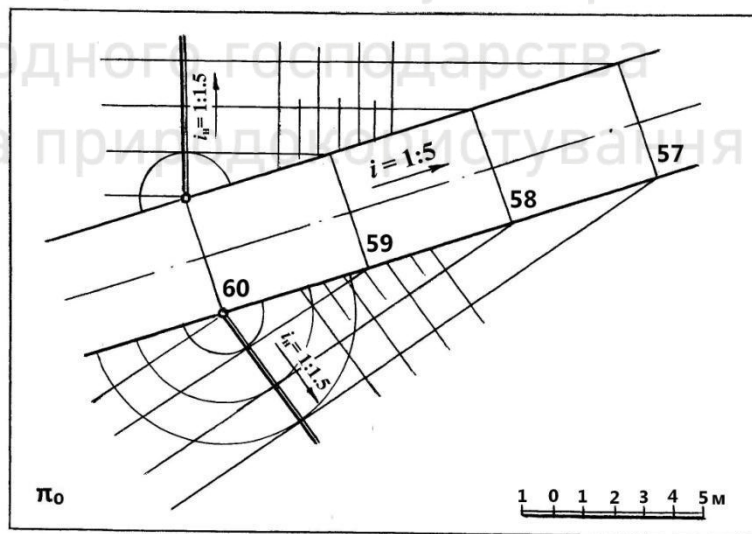 одного господарства
а природокористування
iн = 1:1.5
i = 1:5
57
58
59
60
iн = 1:1.5
π₀
1 0 1 2 3 4 5 м